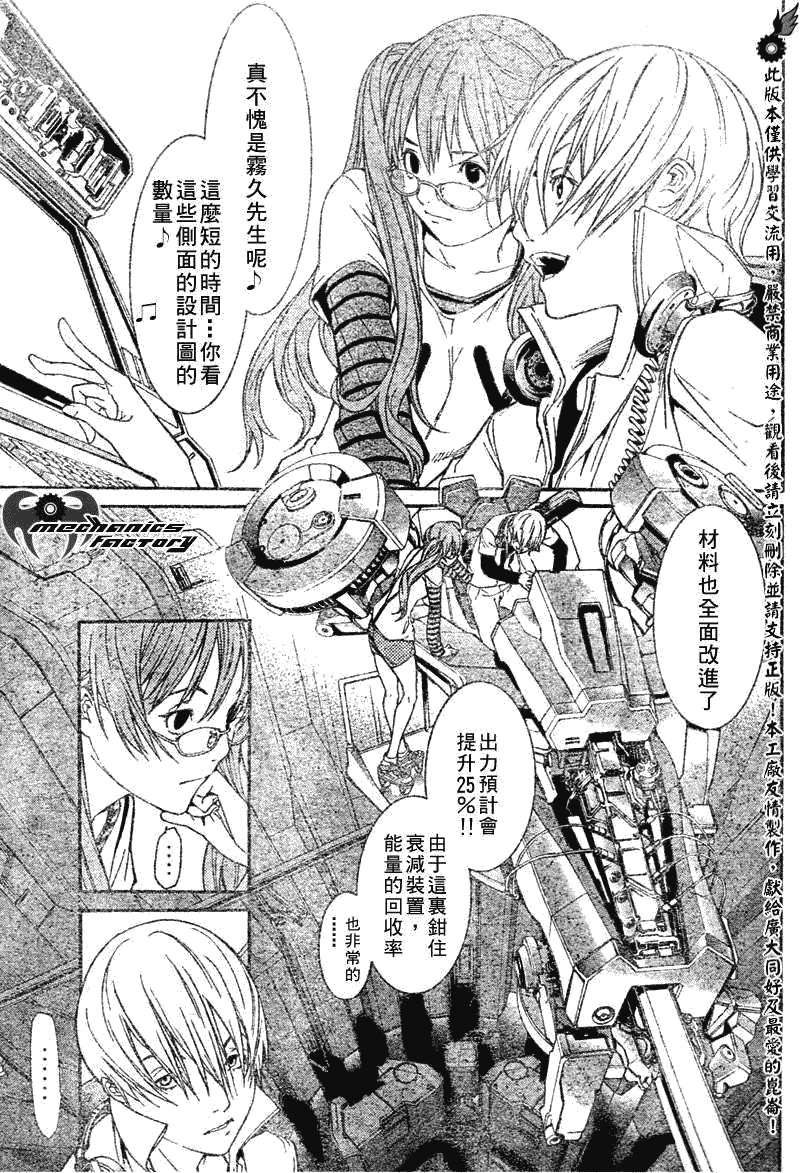 真不愧是霧久先生呢♪
這麼短的時間…你看
這些側面的設計圖的
數量♪
♫
Mechanics
Factory
材料也全面改進了
出力預計會
提升25%!!
由于這裏鉗住
衰減裝置，
能量的回收率
也非常的
……
……
……
此版本僅供學習交流用，嚴禁商業用途，觀看後請立刻刪除並請支持正版！本工廠友情製作，獻給廣大同好及最愛的崑崙！